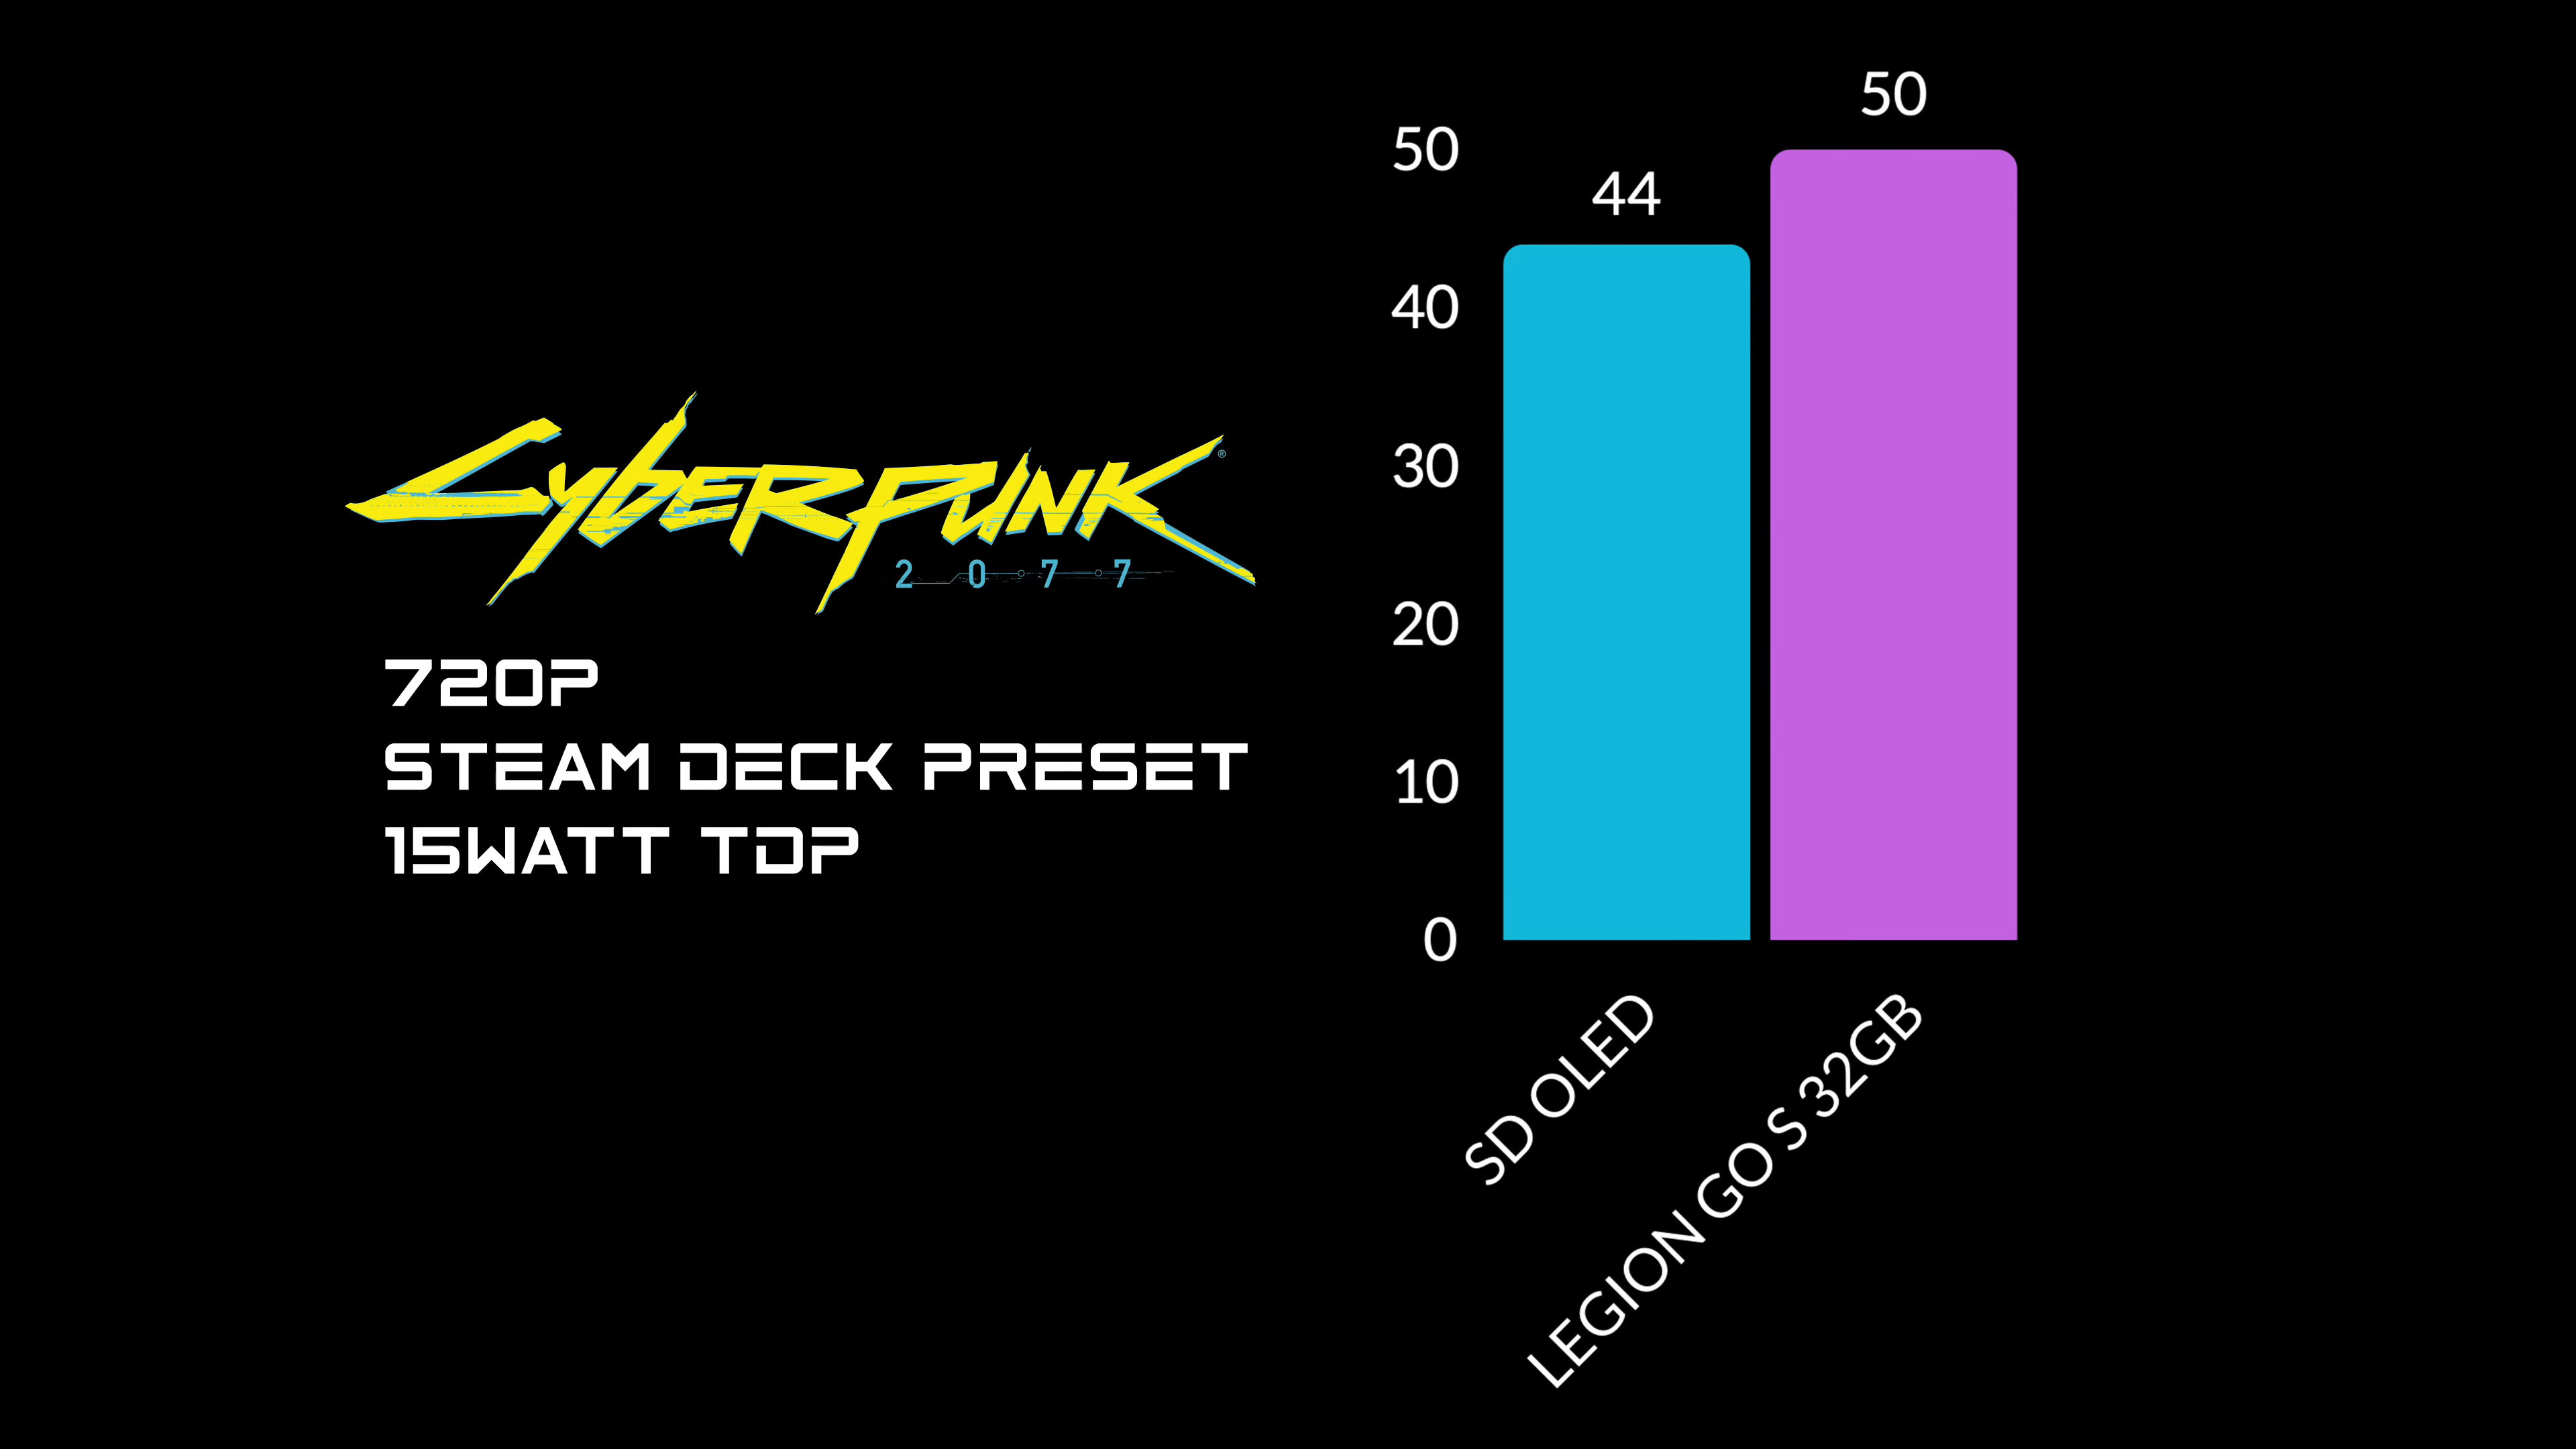 CYBERPUNK®
2077
720P
STEAM DECK PRESET
15WATT TDP
50
44
50
40
30
20
10
0
SD OLED
LEGION GO S 32GB